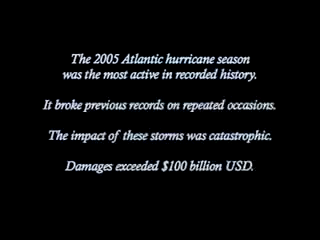 The 2005 Atlantic hurricane season
was the most active in recorded history.
It broke previous records on repeated occasions.
The impact of these storms was catastrophic.
Damages exceeded $100 billion USD.